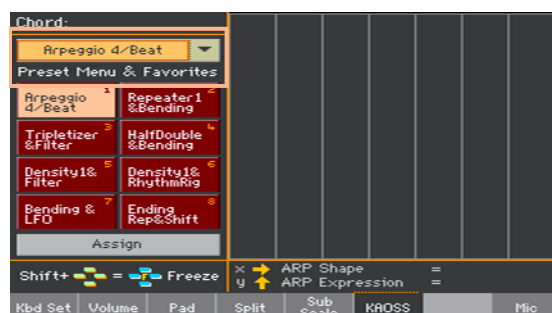 Chord:
Arpeggio 4/Beat
Preset Menu & Favorites
Arpeggio 4/Beat 1
Repeater1 &Bending 2
Tripletizer &Filter 3
HalfDouble &Bending 4
Density1& Filter 5
Density1& RhythmRig 6
Bending & LFO 7
Ending Rep&Shift 8
Assign
Shift+ = Freeze
x ARP Shape =
y ARP Expression =
Kbd Set Volume Pad Split Sub Scale KAOSS Mic